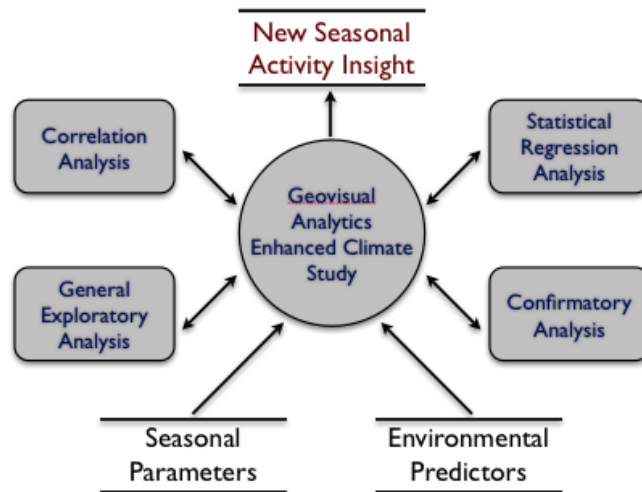 New Seasonal
Activity Insight
Correlation
Analysis
Statistical
Regression
Analysis
Geovisual
Analytics
Enhanced Climate
Study
General
Exploratory
Analysis
Confirmatory
Analysis
Seasonal
Parameters
Environmental
Predictors